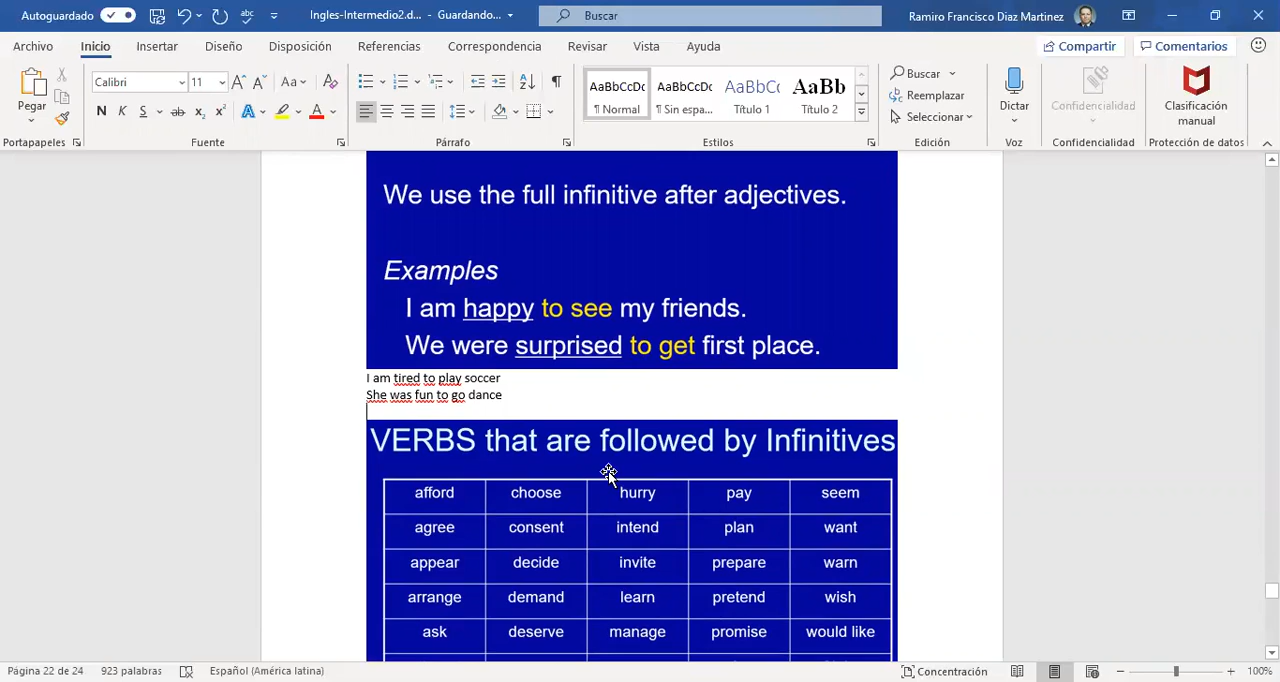 Autoguardado Ingles-Intermedio2.d... - Guardando... Buscar Ramiro Francisco Diaz Martinez
Archivo Inicio Insertar Diseño Disposición Referencias Correspondencia Revisar Vista Ayuda Compartir Comentarios
Calibri 11 Aa AaBbCcDc AaBbCcDc AaBbCc AaBb Buscar
Pegar ¶ Normal ¶ Sin espa... Título 1 Título 2 Reemplazar Dictar Confidencialidad Clasificación manual
N K S ab x₂ x² A A Seleccionar
Portapapeles Fuente Párrafo Estilos Edición Voz Confidencialidad Protección de datos
We use the full infinitive after adjectives.
Examples
I am happy to see my friends.
We were surprised to get first place.
I am tired to play soccer
She was fun to go dance
VERBS that are followed by Infinitives
afford choose hurry pay seem
agree consent intend plan want
appear decide invite prepare warn
arrange demand learn pretend wish
ask deserve manage promise would like
Página 22 de 24 923 palabras Español (América latina) Concentración 100%